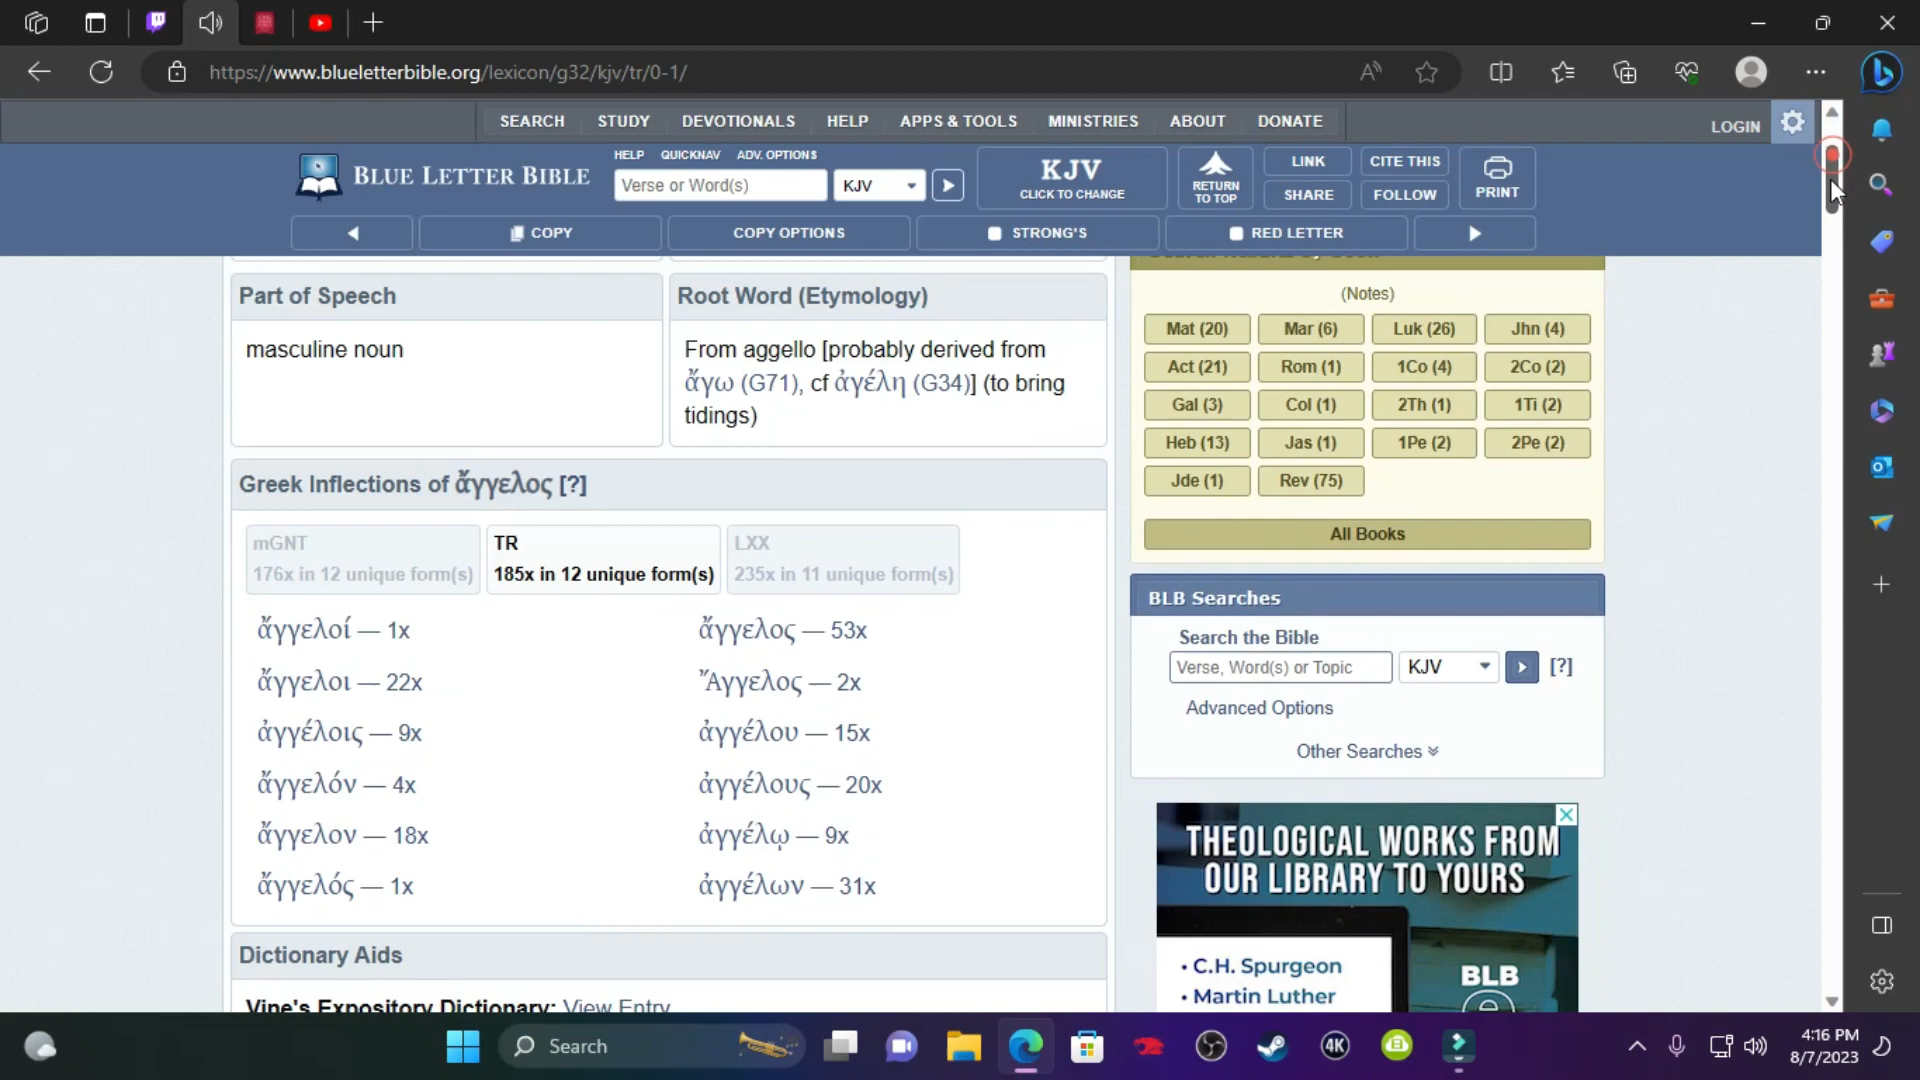 https://www.blueletterbible.org/lexicon/g32/kjv/tr/0-1/
SEARCH STUDY DEVOTIONALS HELP APPS & TOOLS MINISTRIES ABOUT DONATE
LOGIN
BLUE LETTER BIBLE
HELP QUICKNAV ADV. OPTIONS
Verse or Word(s) KJV
KJV
CLICK TO CHANGE
RETURN
TO TOP
LINK CITE THIS
SHARE FOLLOW
PRINT
COPY COPY OPTIONS STRONG'S RED LETTER
Part of Speech
masculine noun
Root Word (Etymology)
From aggello [probably derived from
ἄγω (G71), cf ἀγέλη (G34)] (to bring
tidings)
Greek Inflections of ἄγγελος [?]
mGNT
176x in 12 unique form(s)
TR
185x in 12 unique form(s)
LXX
235x in 11 unique form(s)
ἄγγελοί — 1x
ἄγγελοι — 22x
ἀγγέλοις — 9x
ἄγγελόν — 4x
ἄγγελον — 18x
ἄγγελός — 1x
ἄγγελος — 53x
Ἄγγελος — 2x
ἀγγέλου — 15x
ἀγγέλους — 20x
ἀγγέλῳ — 9x
ἀγγέλων — 31x
Dictionary Aids
Vine's Expository Dictionary: View Entry
(Notes)
Mat (20) Mar (6) Luk (26) Jhn (4)
Act (21) Rom (1) 1Co (4) 2Co (2)
Gal (3) Col (1) 2Th (1) 1Ti (2)
Heb (13) Jas (1) 1Pe (2) 2Pe (2)
Jde (1) Rev (75)
All Books
BLB Searches
Search the Bible
Verse, Word(s) or Topic KJV [?]
Advanced Options
Other Searches
THEOLOGICAL WORKS FROM
OUR LIBRARY TO YOURS
• C.H. Spurgeon
• Martin Luther
BLB
Search
4K
4:16 PM
8/7/2023